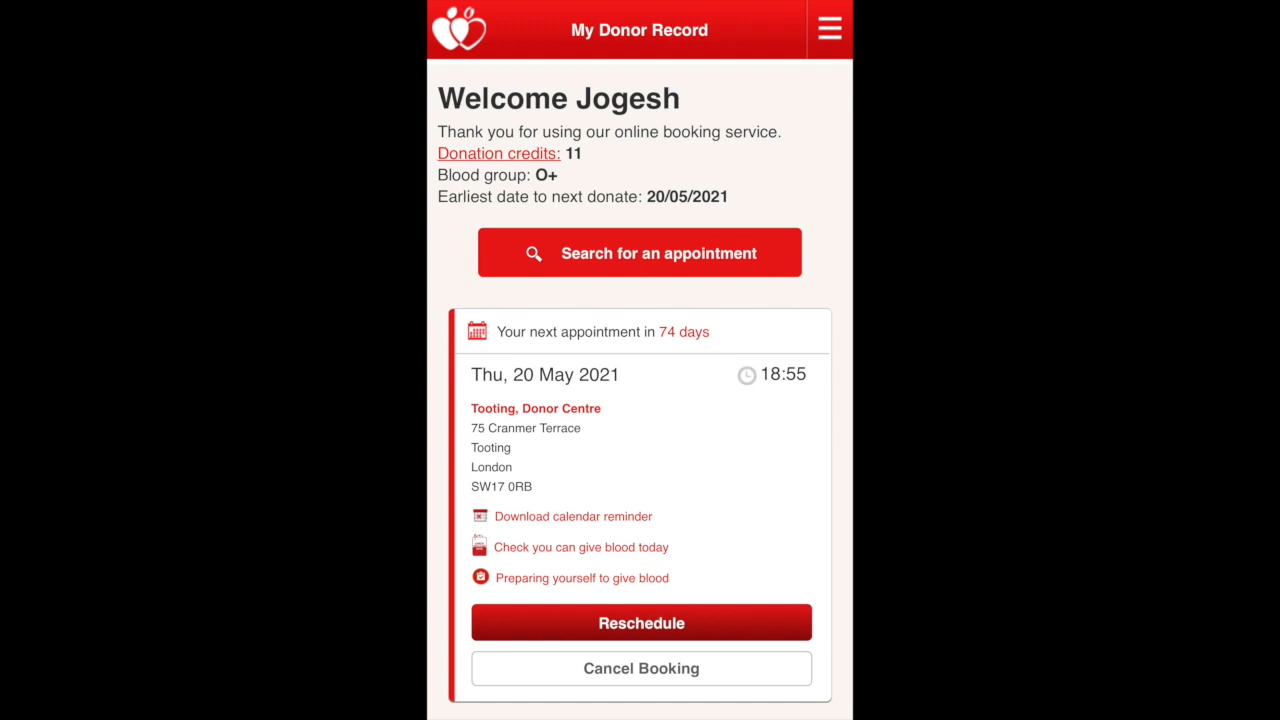 My Donor Record
Welcome Jogesh
Thank you for using our online booking service.
Donation credits: 11
Blood group: O+
Earliest date to next donate: 20/05/2021
Search for an appointment
Your next appointment in 74 days
Thu, 20 May 2021 18:55
Tooting, Donor Centre
75 Cranmer Terrace
Tooting
London
SW17 0RB
Download calendar reminder
Check you can give blood today
Preparing yourself to give blood
Reschedule
Cancel Booking